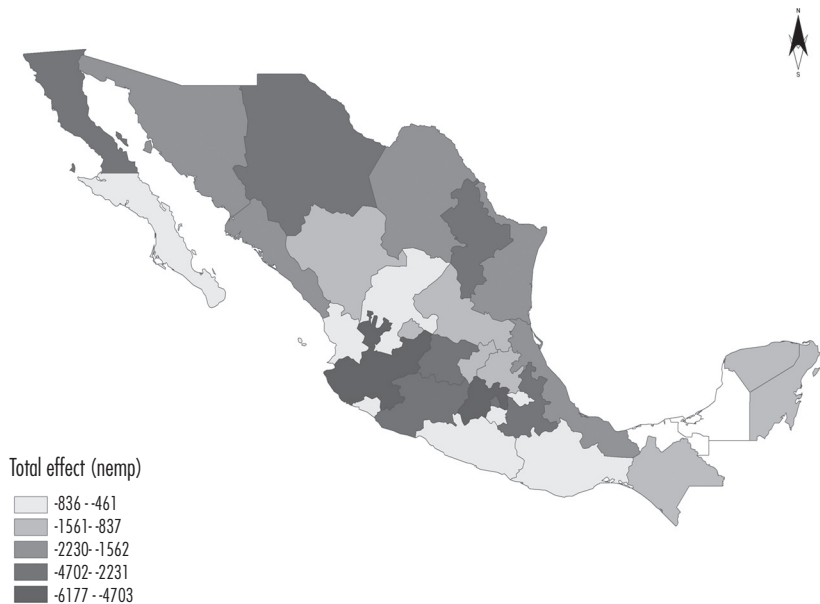 N
S
Total effect (nemp)
-836 - -461
-1561- -837
-2230- -1562
-4702- -2231
-6177 - -4703